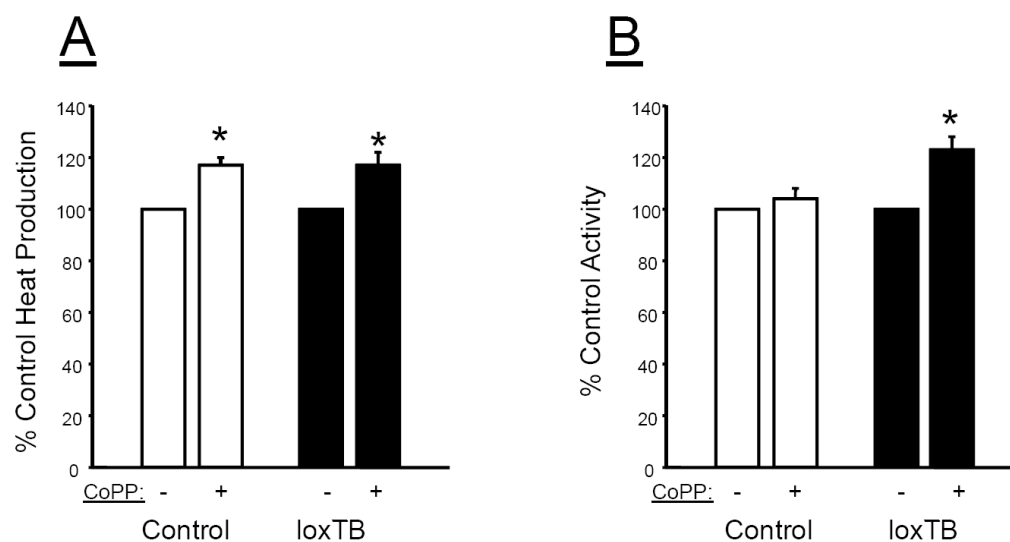 A
% Control Heat Production
140
120
100
80
60
40
20
0
*
*
CoPP: - + - +
Control loxTB
B
% Control Activity
140
120
100
80
60
40
20
0
*
CoPP: - + - +
Control loxTB